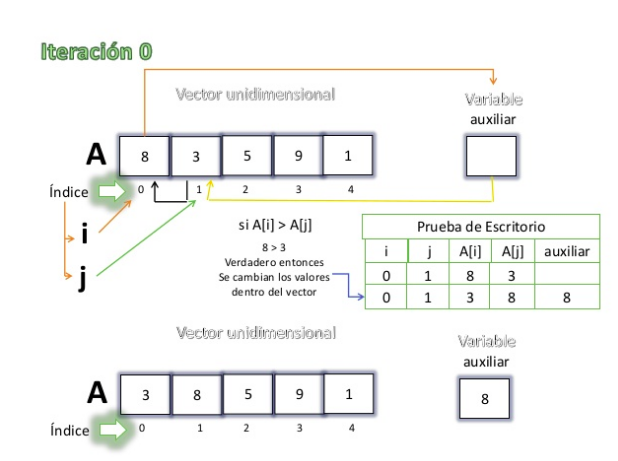 Iteración 0
Vector unidimensional
Variable
auxiliar
A 8 3 5 9 1
Índice 0 1 2 3 4
i
j
si A[i] > A[j]
8 > 3
Verdadero entonces
Se cambian los valores
dentro del vector
Prueba de Escritorio
i j A[i] A[j] auxiliar
0 1 8 3
0 1 3 8 8
Vector unidimensional
Variable
auxiliar
A 3 8 5 9 1 8
Índice 0 1 2 3 4